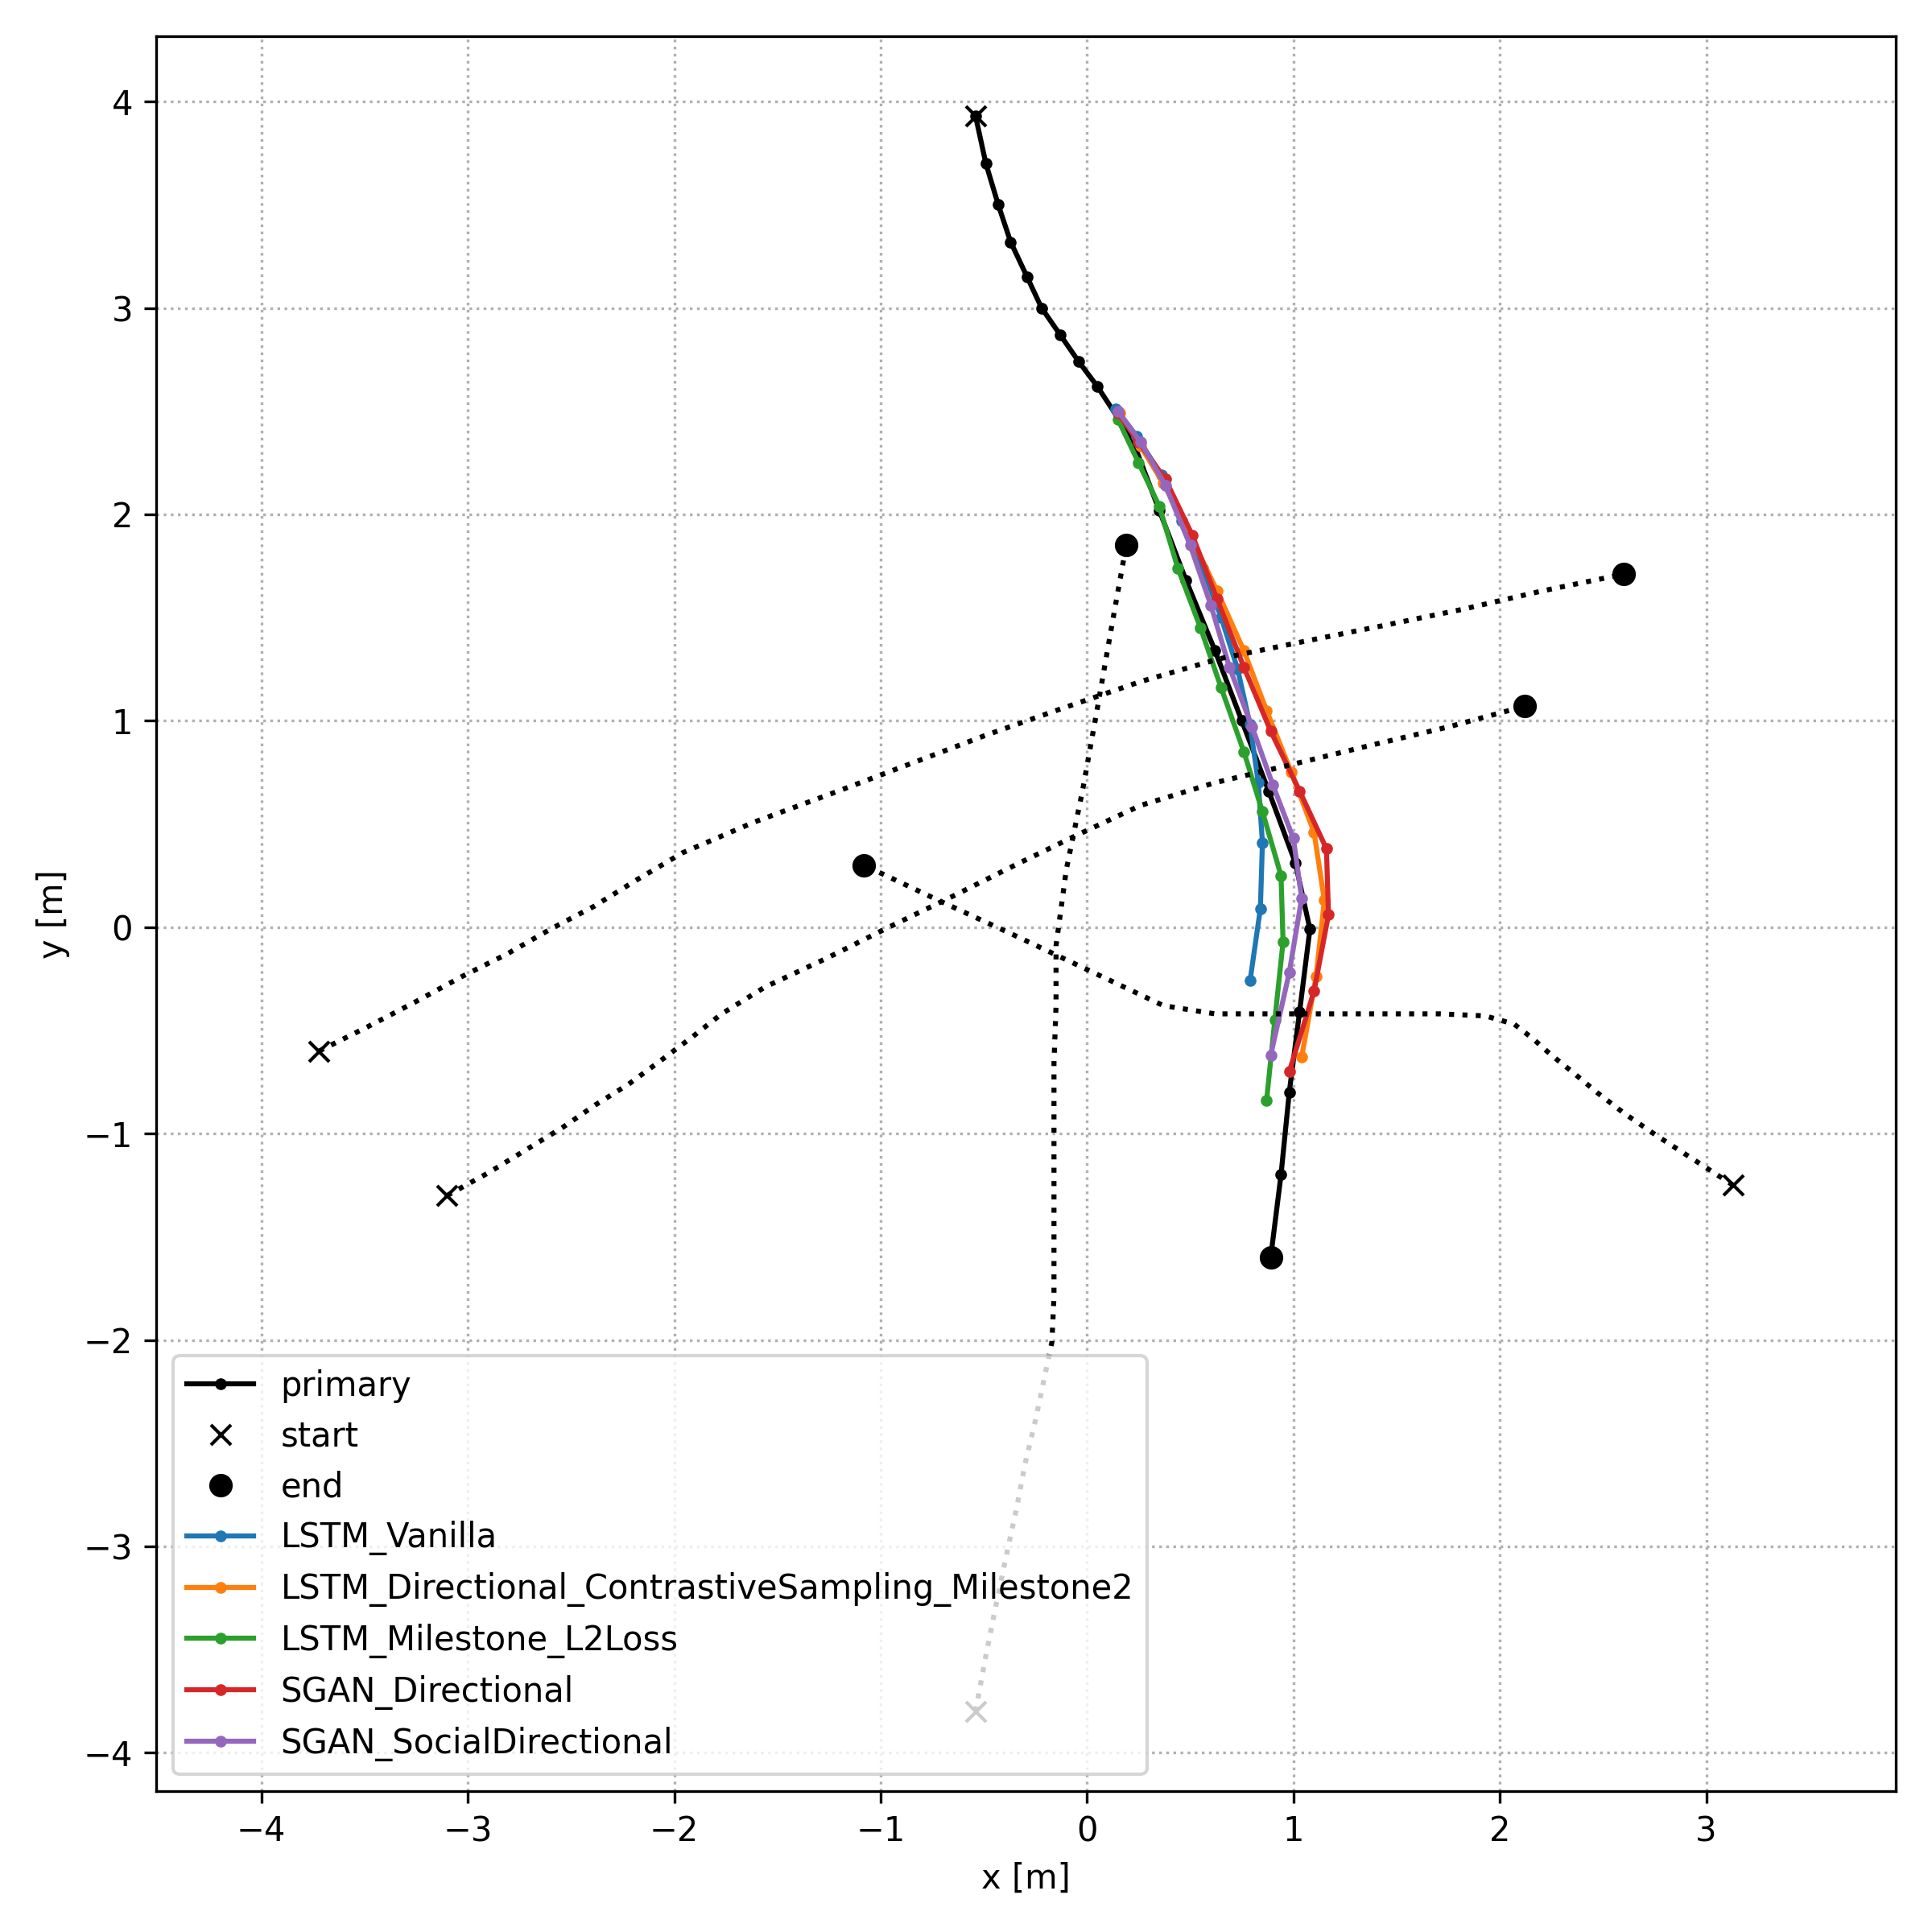 4
3
2
1
0
−1
−2
−3
−4
y [m]
primary
start
end
LSTM_Vanilla
LSTM_Directional_ContrastiveSampling_Milestone2
LSTM_Milestone_L2Loss
SGAN_Directional
SGAN_SocialDirectional
−4 −3 −2 −1 0 1 2 3
x [m]